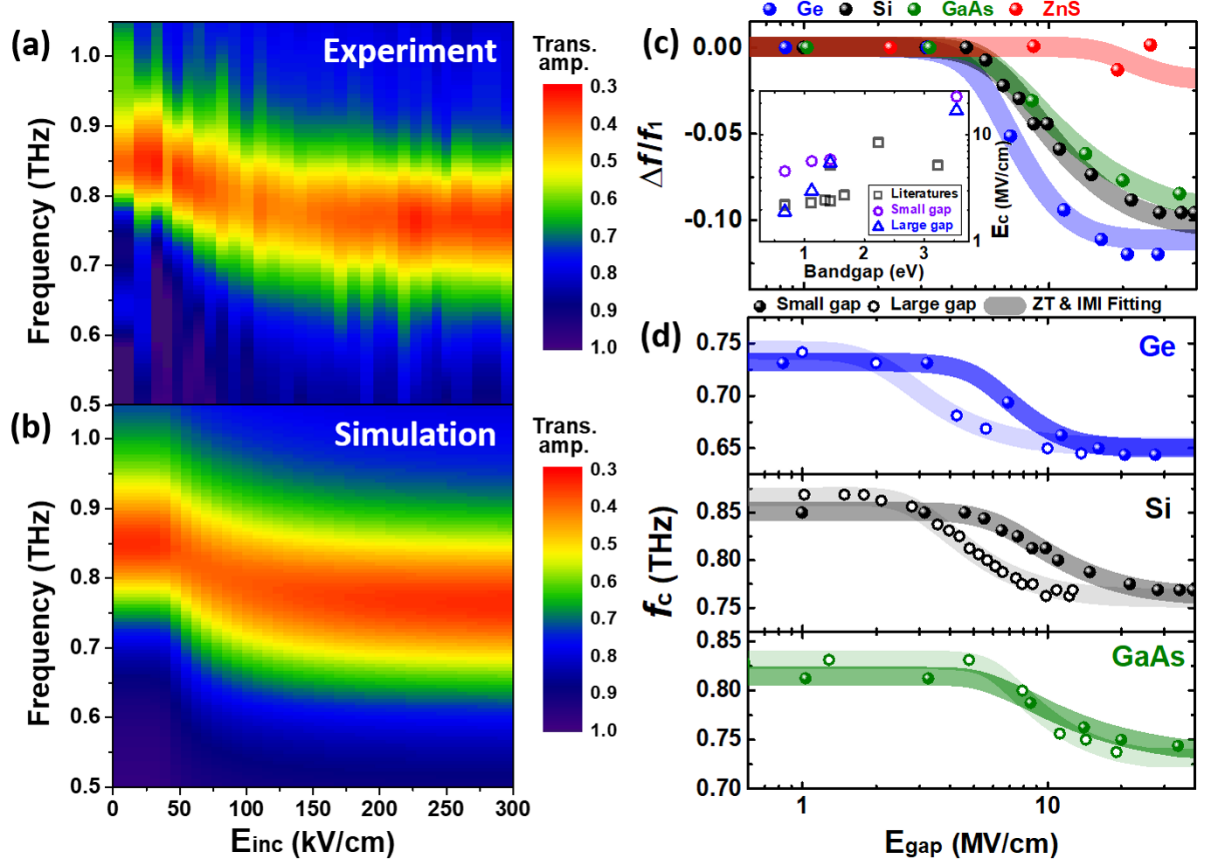 (a)
Experiment
1.0
0.9
0.8
0.7
0.6
0.5
Frequency (THz)
Trans.
amp.
0.3
0.4
0.5
0.6
0.7
0.8
0.9
1.0
(b)
Simulation
1.0
0.9
0.8
0.7
0.6
0.5
Frequency (THz)
Trans.
amp.
0.3
0.4
0.5
0.6
0.7
0.8
0.9
1.0
0 50 100 150 200 250 300
Einc (kV/cm)
Ge Si GaAs ZnS
(c)
0.00
-0.05
-0.10
Δf/f1
Literatures
Small gap
Large gap
10
1
EC (MV/cm)
1 2 3
Bandgap (eV)
Small gap Large gap ZT & IMI Fitting
(d)
Ge
0.75
0.70
0.65
Si
0.85
0.80
0.75
GaAs
0.85
0.80
0.75
0.70
fC (THz)
1 10
Egap (MV/cm)